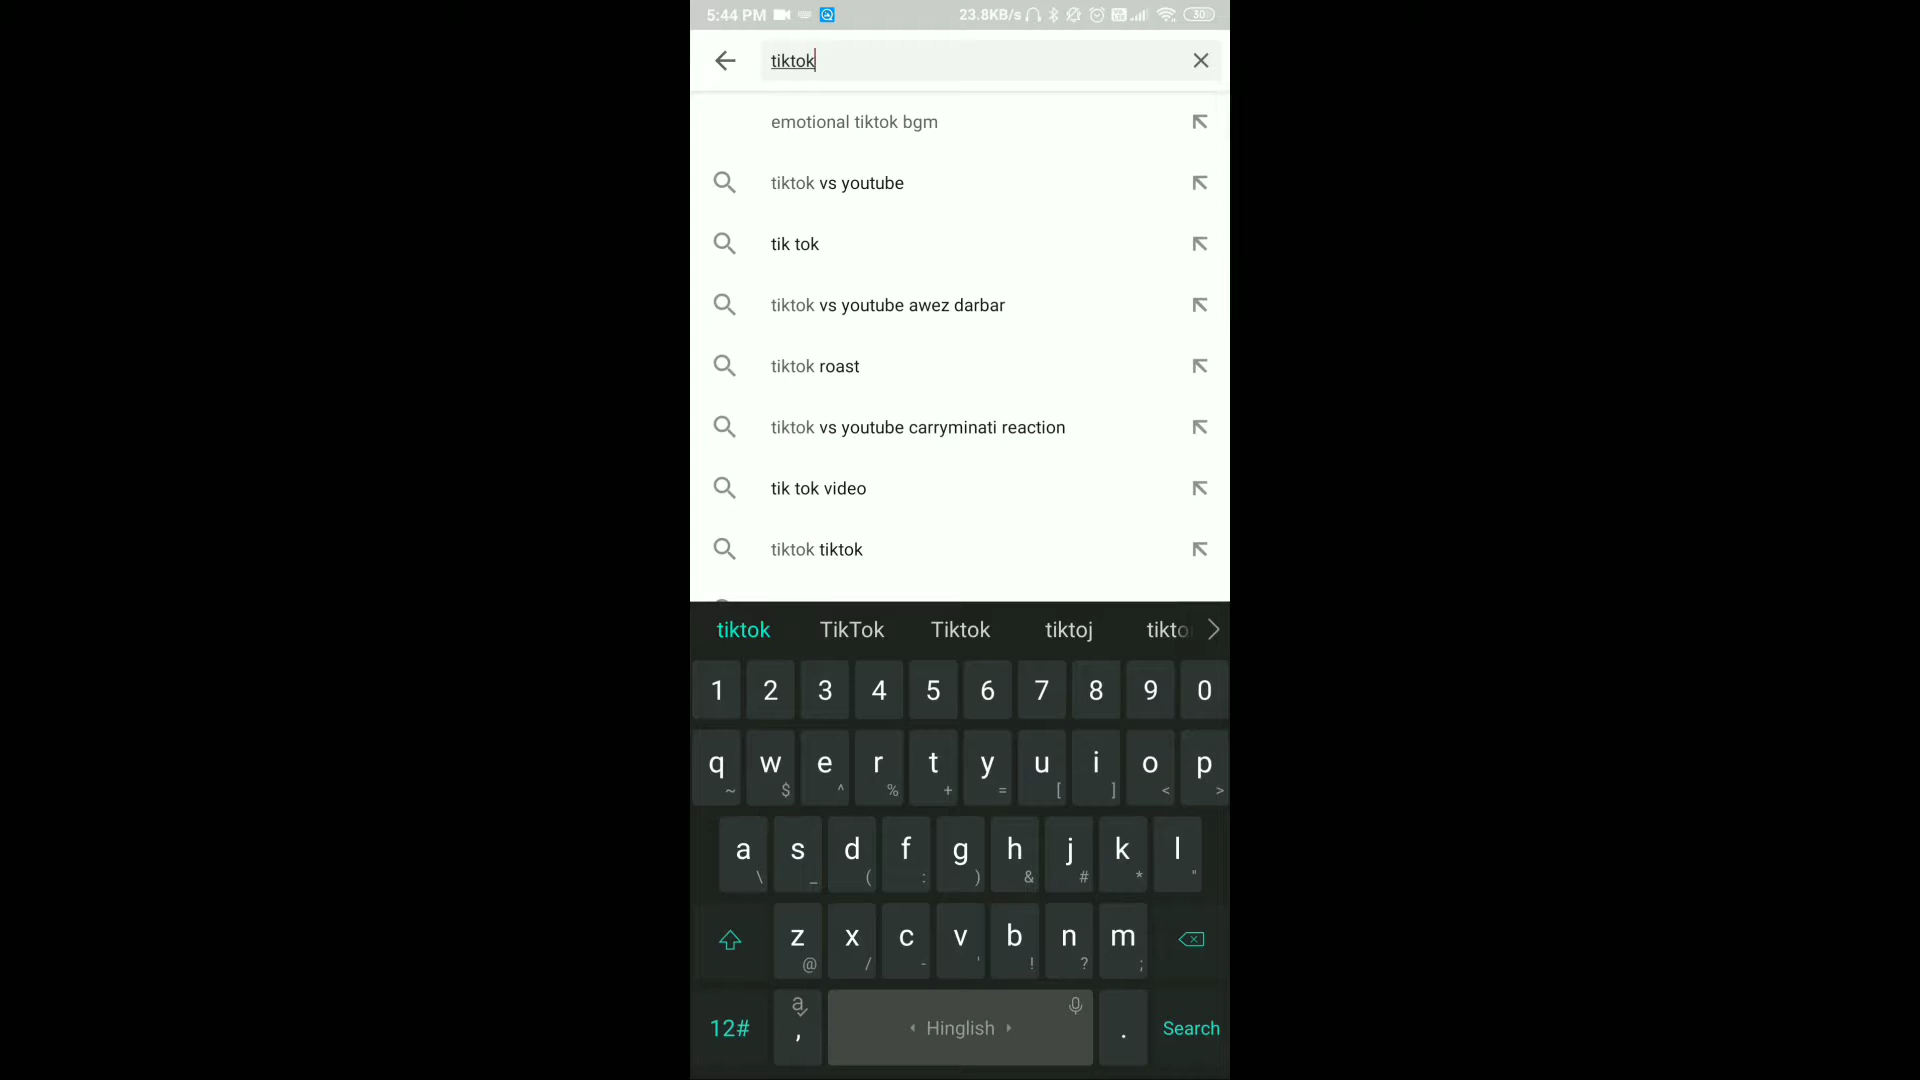 5:44 PM 23.8KB/s 30
tiktok
emotional tiktok bgm
tiktok vs youtube
tik tok
tiktok vs youtube awez darbar
tiktok roast
tiktok vs youtube carryminati reaction
tik tok video
tiktok tiktok
tiktok TikTok Tiktok tiktoj
1 2 3 4 5 6 7 8 9 0
q w e r t y u i o p
~ $ ^ % + = [ ] < >
a s d f g h j k l
\ _ ( : ) & # * "
z x c v b n m
@ / - ' ! ? ;
a
12# , Hinglish . Search